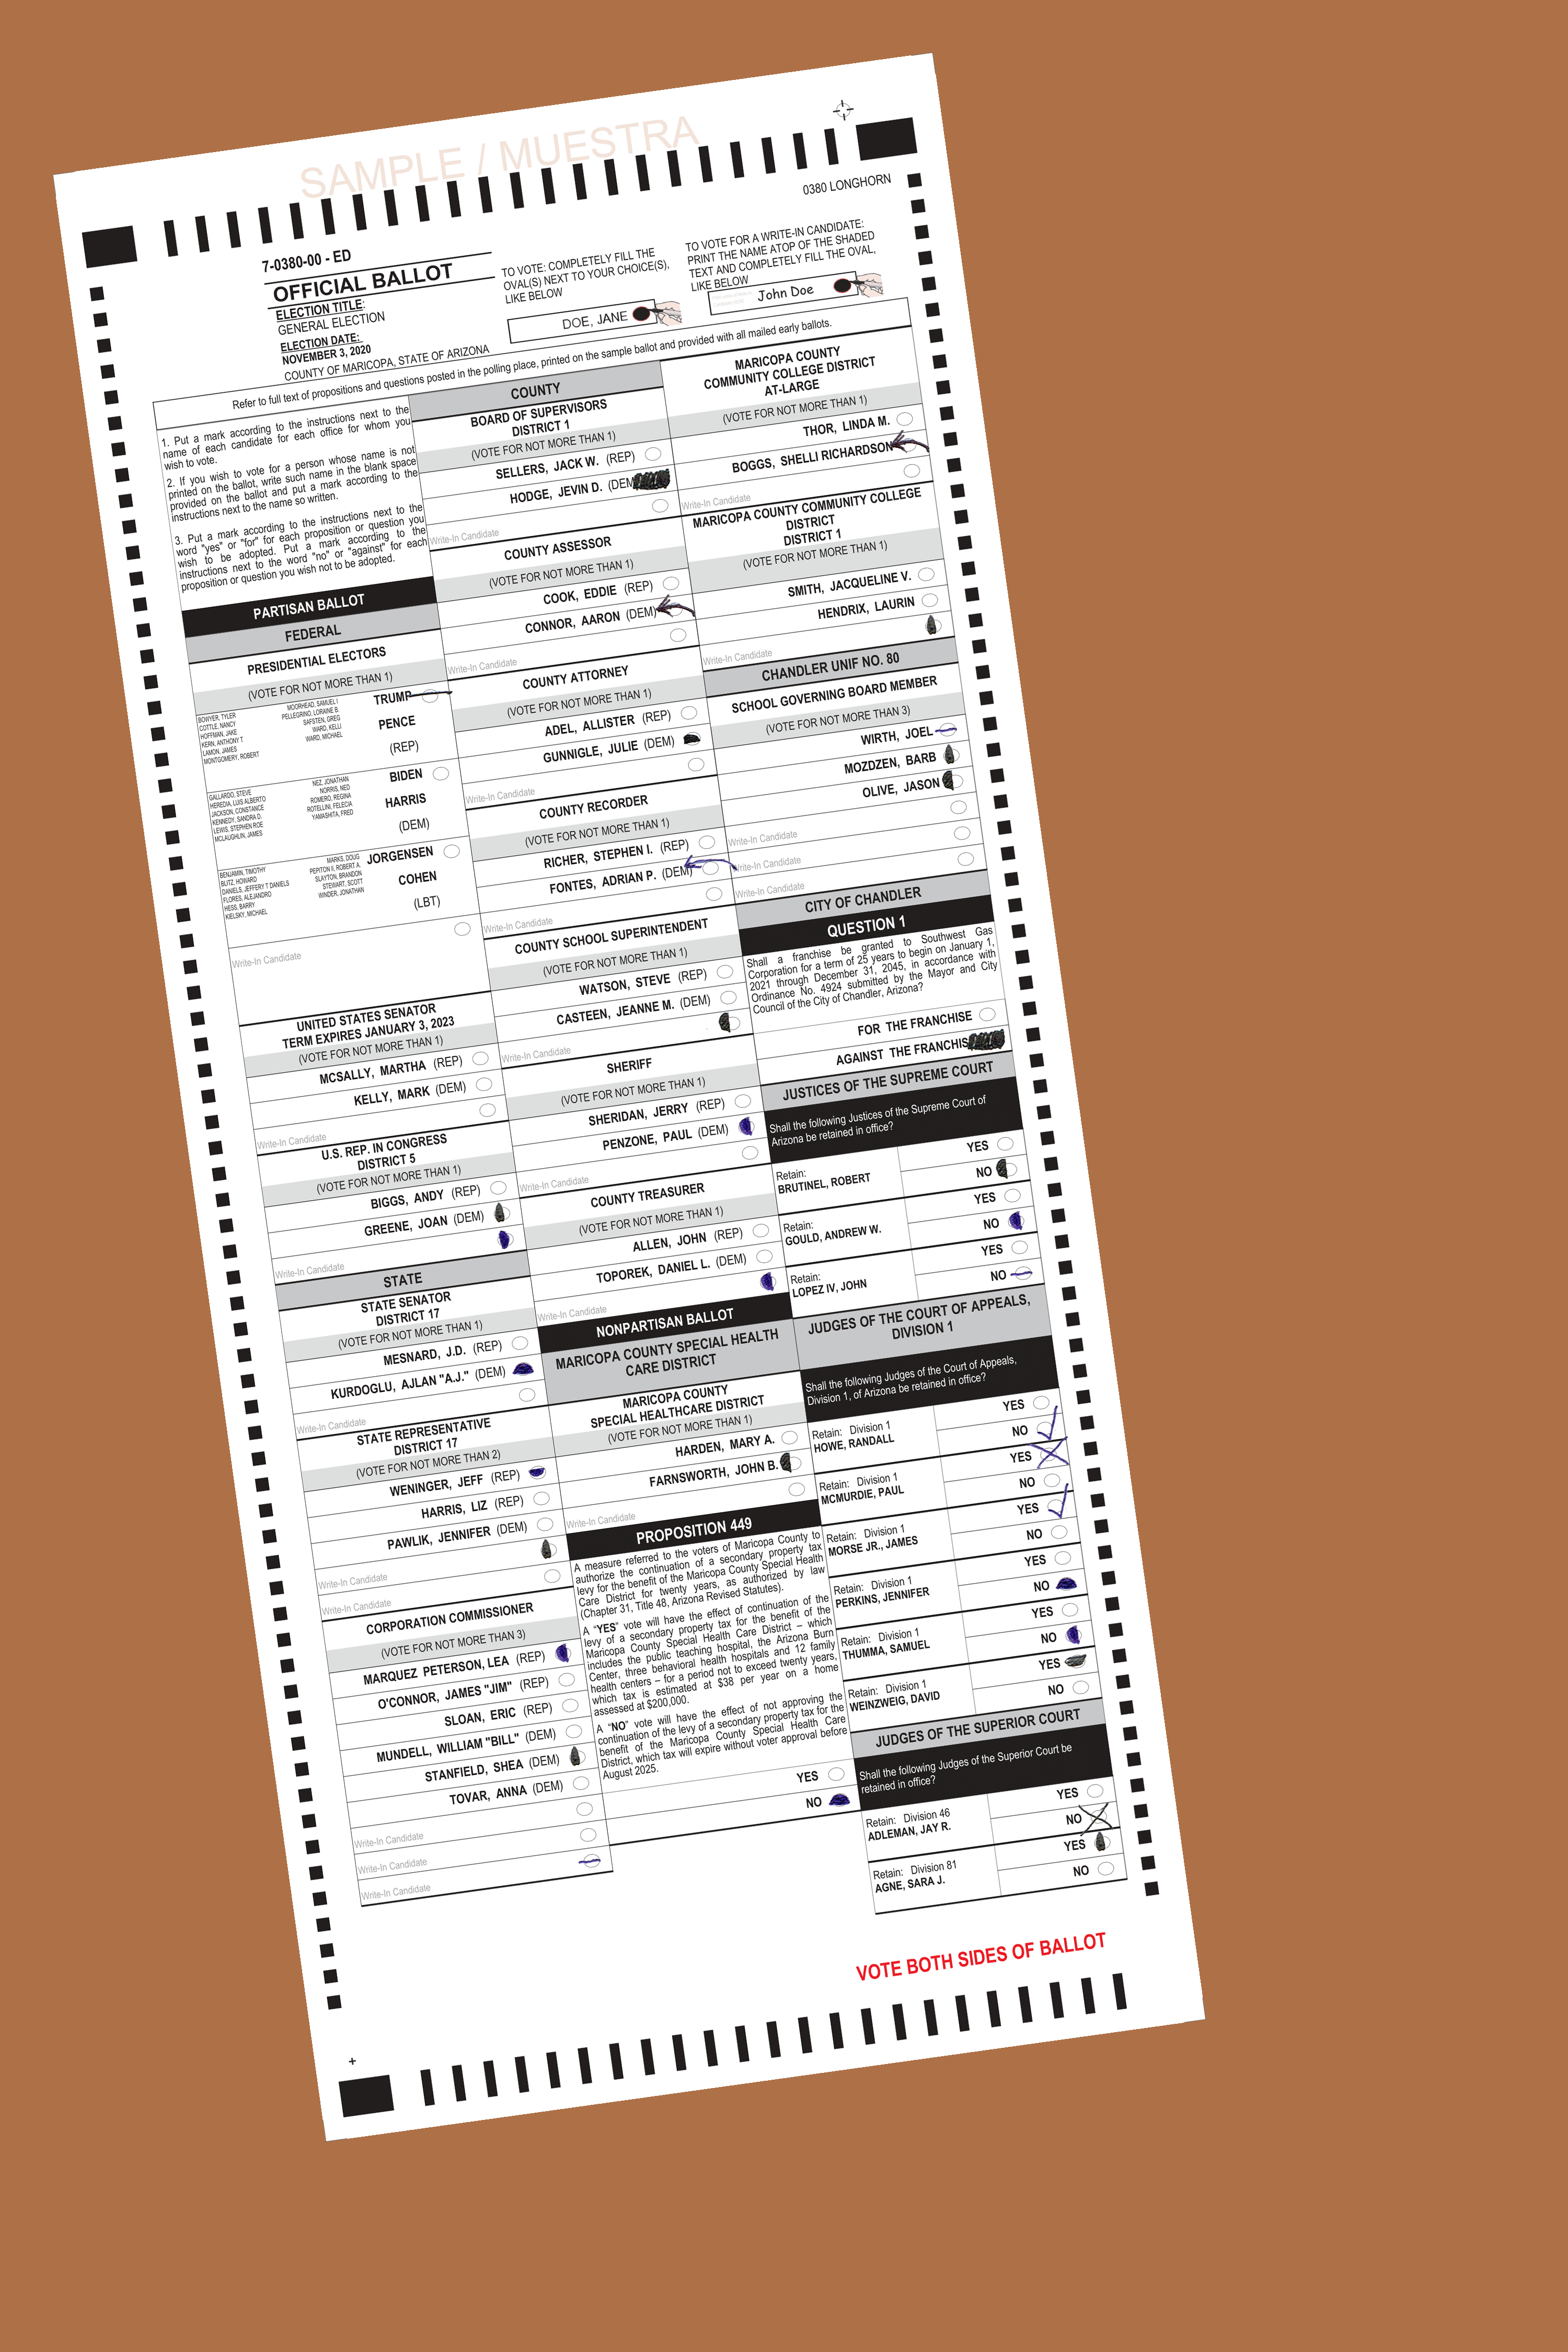 SAMPLE / MUESTRA
0380 LONGHORN
7-0380-00 - ED
OFFICIAL BALLOT
ELECTION TITLE:
GENERAL ELECTION
ELECTION DATE:
NOVEMBER 3, 2020
COUNTY OF MARICOPA, STATE OF ARIZONA
TO VOTE: COMPLETELY FILL THE
OVAL(S) NEXT TO YOUR CHOICE(S),
LIKE BELOW
DOE, JANE
TO VOTE FOR A WRITE-IN CANDIDATE:
PRINT THE NAME ATOP OF THE SHADED
TEXT AND COMPLETELY FILL THE OVAL,
LIKE BELOW
John Doe
Refer to full text of propositions and questions posted in the polling place, printed on the sample ballot and provided with all mailed early ballots.
1. Put a mark according to the instructions next to the
name of each candidate for each office for whom you
wish to vote.
2. If you wish to vote for a person whose name is not
printed on the ballot, write such name in the blank space
provided on the ballot and put a mark according to the
instructions next to the name so written.
3. Put a mark according to the instructions next to the
word "yes" or "for" for each proposition or question you
wish to be adopted. Put a mark according to the
instructions next to the word "no" or "against" for each
proposition or question you wish not to be adopted.
PARTISAN BALLOT
FEDERAL
PRESIDENTIAL ELECTORS
(VOTE FOR NOT MORE THAN 1)
BOWYER, TYLER
COTTLE, NANCY
HOFFMAN, JAKE
KERN, ANTHONY T
LAMON, JAMES
MONTGOMERY, ROBERT
MOORHEAD, SAMUEL I
PELLEGRINO, LORAINE B.
SAFSTEN, GREG
WARD, KELLI
WARD, MICHAEL
TRUMP
PENCE
(REP)
GALLARDO, STEVE
HEREDIA, LUIS ALBERTO
JACKSON, CONSTANCE
KENNEDY, SANDRA D.
LEWIS, STEPHEN ROE
MCLAUGHLIN, JAMES
NEZ, JONATHAN
NORRIS, NED
ROMERO, REGINA
ROTELLINI, FELECIA
YAMASHITA, FRED
BIDEN
HARRIS
(DEM)
BENJAMIN, TIMOTHY
BLITZ, HOWARD
DANIELS, JEFFERY T DANIELS
FLORES, ALEJANDRO
HESS, BARRY
KIELSKY, MICHAEL
MARKS, DOUG
PEPITON II, ROBERT A.
SLAYTON, BRANDON
STEWART, SCOTT
WINDER, JONATHAN
JORGENSEN
COHEN
(LBT)
Write-In Candidate
UNITED STATES SENATOR
TERM EXPIRES JANUARY 3, 2023
(VOTE FOR NOT MORE THAN 1)
MCSALLY, MARTHA (REP)
KELLY, MARK (DEM)
Write-In Candidate
U.S. REP. IN CONGRESS
DISTRICT 5
(VOTE FOR NOT MORE THAN 1)
BIGGS, ANDY (REP)
GREENE, JOAN (DEM)
Write-In Candidate
STATE
STATE SENATOR
DISTRICT 17
(VOTE FOR NOT MORE THAN 1)
MESNARD, J.D. (REP)
KURDOGLU, AJLAN "A.J." (DEM)
Write-In Candidate
STATE REPRESENTATIVE
DISTRICT 17
(VOTE FOR NOT MORE THAN 2)
WENINGER, JEFF (REP)
HARRIS, LIZ (REP)
PAWLIK, JENNIFER (DEM)
Write-In Candidate
Write-In Candidate
CORPORATION COMMISSIONER
(VOTE FOR NOT MORE THAN 3)
MARQUEZ PETERSON, LEA (REP)
O'CONNOR, JAMES "JIM" (REP)
SLOAN, ERIC (REP)
MUNDELL, WILLIAM "BILL" (DEM)
STANFIELD, SHEA (DEM)
TOVAR, ANNA (DEM)
Write-In Candidate
Write-In Candidate
Write-In Candidate
COUNTY
BOARD OF SUPERVISORS
DISTRICT 1
(VOTE FOR NOT MORE THAN 1)
SELLERS, JACK W. (REP)
HODGE, JEVIN D. (DEM
Write-In Candidate
COUNTY ASSESSOR
(VOTE FOR NOT MORE THAN 1)
COOK, EDDIE (REP)
CONNOR, AARON (DEM)
Write-In Candidate
COUNTY ATTORNEY
(VOTE FOR NOT MORE THAN 1)
ADEL, ALLISTER (REP)
GUNNIGLE, JULIE (DEM)
Write-In Candidate
COUNTY RECORDER
(VOTE FOR NOT MORE THAN 1)
RICHER, STEPHEN I. (REP)
FONTES, ADRIAN P. (DEM)
Write-In Candidate
COUNTY SCHOOL SUPERINTENDENT
(VOTE FOR NOT MORE THAN 1)
WATSON, STEVE (REP)
CASTEEN, JEANNE M. (DEM)
Write-In Candidate
SHERIFF
(VOTE FOR NOT MORE THAN 1)
SHERIDAN, JERRY (REP)
PENZONE, PAUL (DEM)
Write-In Candidate
COUNTY TREASURER
(VOTE FOR NOT MORE THAN 1)
ALLEN, JOHN (REP)
TOPOREK, DANIEL L. (DEM)
Write-In Candidate
NONPARTISAN BALLOT
MARICOPA COUNTY SPECIAL HEALTH
CARE DISTRICT
MARICOPA COUNTY
SPECIAL HEALTHCARE DISTRICT
(VOTE FOR NOT MORE THAN 1)
HARDEN, MARY A.
FARNSWORTH, JOHN B.
Write-In Candidate
PROPOSITION 449
A measure referred to the voters of Maricopa County to
authorize the continuation of a secondary property tax
levy for the benefit of the Maricopa County Special Health
Care District for twenty years, as authorized by law
(Chapter 31, Title 48, Arizona Revised Statutes).
A “YES” vote will have the effect of continuation of the
levy of a secondary property tax for the benefit of the
Maricopa County Special Health Care District – which
includes the public teaching hospital, the Arizona Burn
Center, three behavioral health hospitals and 12 family
health centers – for a period not to exceed twenty years,
which tax is estimated at $38 per year on a home
assessed at $200,000.
A “NO” vote will have the effect of not approving the
continuation of the levy of a secondary property tax for the
benefit of the Maricopa County Special Health Care
District, which tax will expire without voter approval before
August 2025.
YES
NO
MARICOPA COUNTY
COMMUNITY COLLEGE DISTRICT
AT-LARGE
(VOTE FOR NOT MORE THAN 1)
THOR, LINDA M.
BOGGS, SHELLI RICHARDSON
Write-In Candidate
MARICOPA COUNTY COMMUNITY COLLEGE
DISTRICT
DISTRICT 1
(VOTE FOR NOT MORE THAN 1)
SMITH, JACQUELINE V.
HENDRIX, LAURIN
Write-In Candidate
CHANDLER UNIF NO. 80
SCHOOL GOVERNING BOARD MEMBER
(VOTE FOR NOT MORE THAN 3)
WIRTH, JOEL
MOZDZEN, BARB
OLIVE, JASON
Write-In Candidate
Write-In Candidate
Write-In Candidate
CITY OF CHANDLER
QUESTION 1
Shall a franchise be granted to Southwest Gas
Corporation for a term of 25 years to begin on January 1,
2021 through December 31, 2045, in accordance with
Ordinance No. 4924 submitted by the Mayor and City
Council of the City of Chandler, Arizona?
FOR THE FRANCHISE
AGAINST THE FRANCHIS
JUSTICES OF THE SUPREME COURT
Shall the following Justices of the Supreme Court of
Arizona be retained in office?
Retain:
BRUTINEL, ROBERT
YES
NO
Retain:
GOULD, ANDREW W.
YES
NO
Retain:
LOPEZ IV, JOHN
YES
NO
JUDGES OF THE COURT OF APPEALS,
DIVISION 1
Shall the following Judges of the Court of Appeals,
Division 1, of Arizona be retained in office?
Retain: Division 1
HOWE, RANDALL
YES
NO
Retain: Division 1
MCMURDIE, PAUL
YES
NO
Retain: Division 1
MORSE JR., JAMES
YES
NO
Retain: Division 1
PERKINS, JENNIFER
YES
NO
Retain: Division 1
THUMMA, SAMUEL
YES
NO
Retain: Division 1
WEINZWEIG, DAVID
YES
NO
JUDGES OF THE SUPERIOR COURT
Shall the following Judges of the Superior Court be
retained in office?
Retain: Division 46
ADLEMAN, JAY R.
YES
NO
Retain: Division 81
AGNE, SARA J.
YES
NO
VOTE BOTH SIDES OF BALLOT